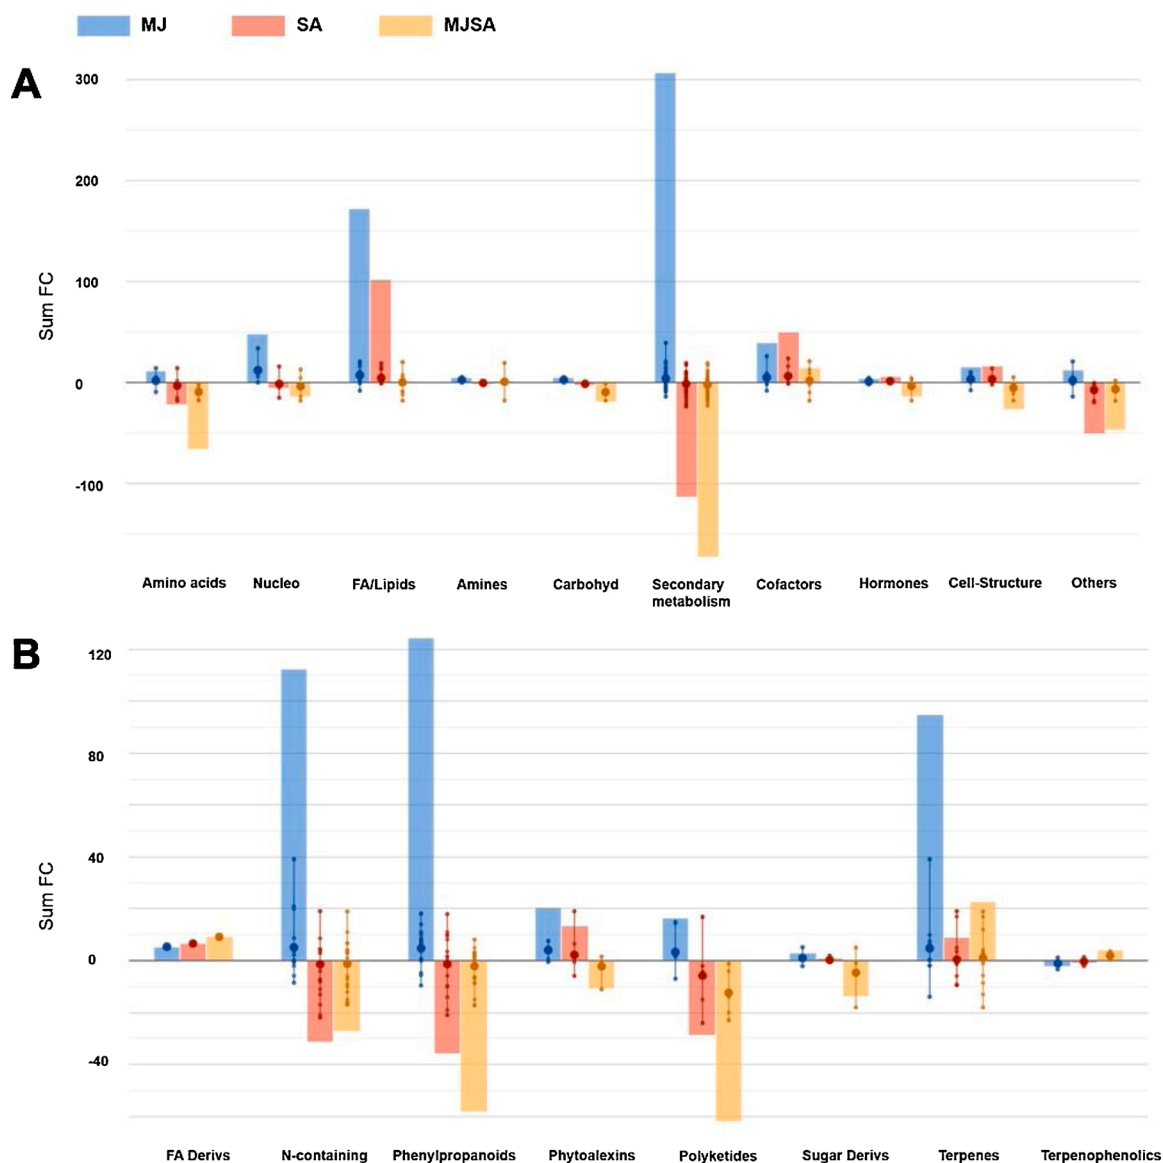 MJ SA MJSA
A
300
200
100
0
-100
Sum FC
Amino acids Nucleo FA/Lipids Amines Carbohyd Secondary metabolism Cofactors Hormones Cell-Structure Others
B
120
80
40
0
-40
Sum FC
FA Derivs N-containing Phenylpropanoids Phytoalexins Polyketides Sugar Derivs Terpenes Terpenophenolics